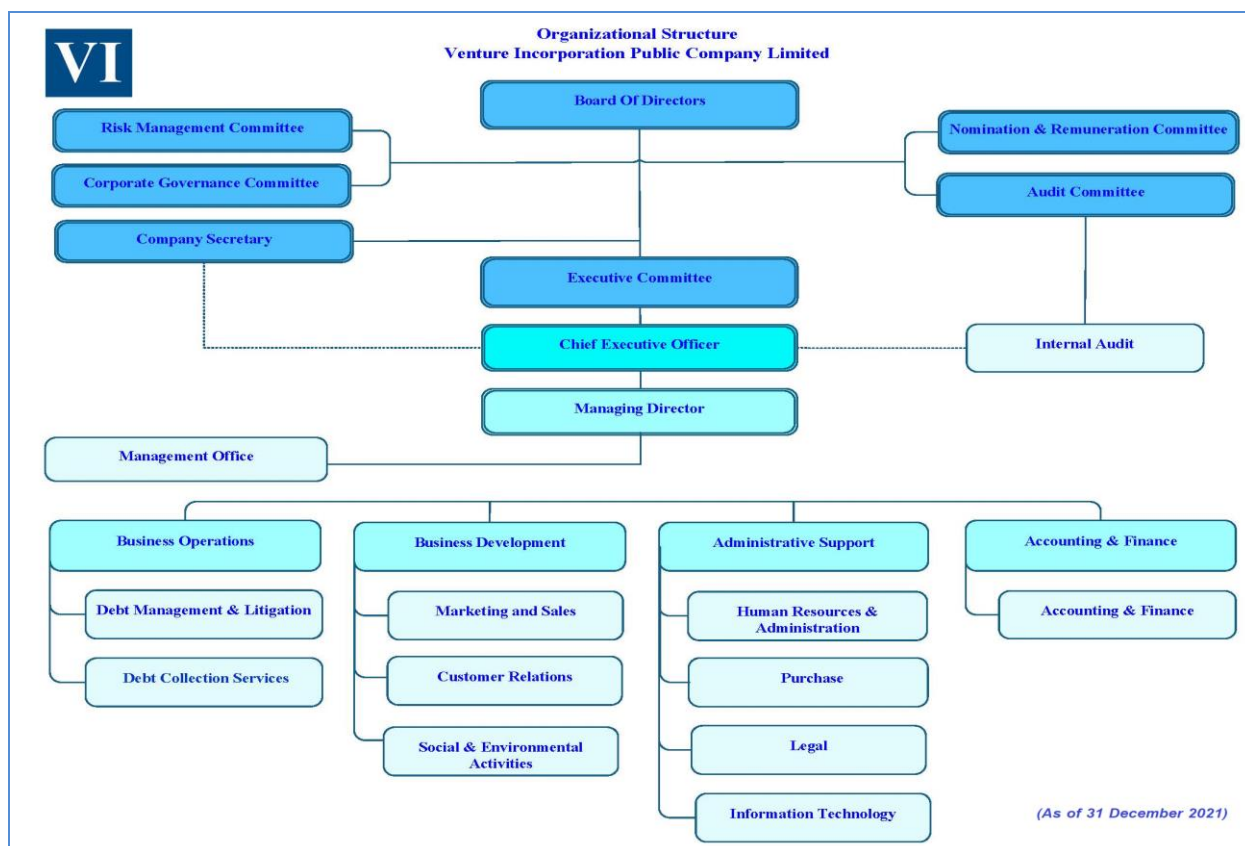 VI
Organizational Structure
Venture Incorporation Public Company Limited
Board Of Directors
Risk Management Committee
Nomination & Remuneration Committee
Corporate Governance Committee
Audit Committee
Company Secretary
Executive Committee
Chief Executive Officer
Internal Audit
Managing Director
Management Office
Business Operations
Business Development
Administrative Support
Accounting & Finance
Debt Management & Litigation
Marketing and Sales
Human Resources &
Administration
Accounting & Finance
Debt Collection Services
Customer Relations
Purchase
Social & Environmental
Activities
Legal
Information Technology
(As of 31 December 2021)